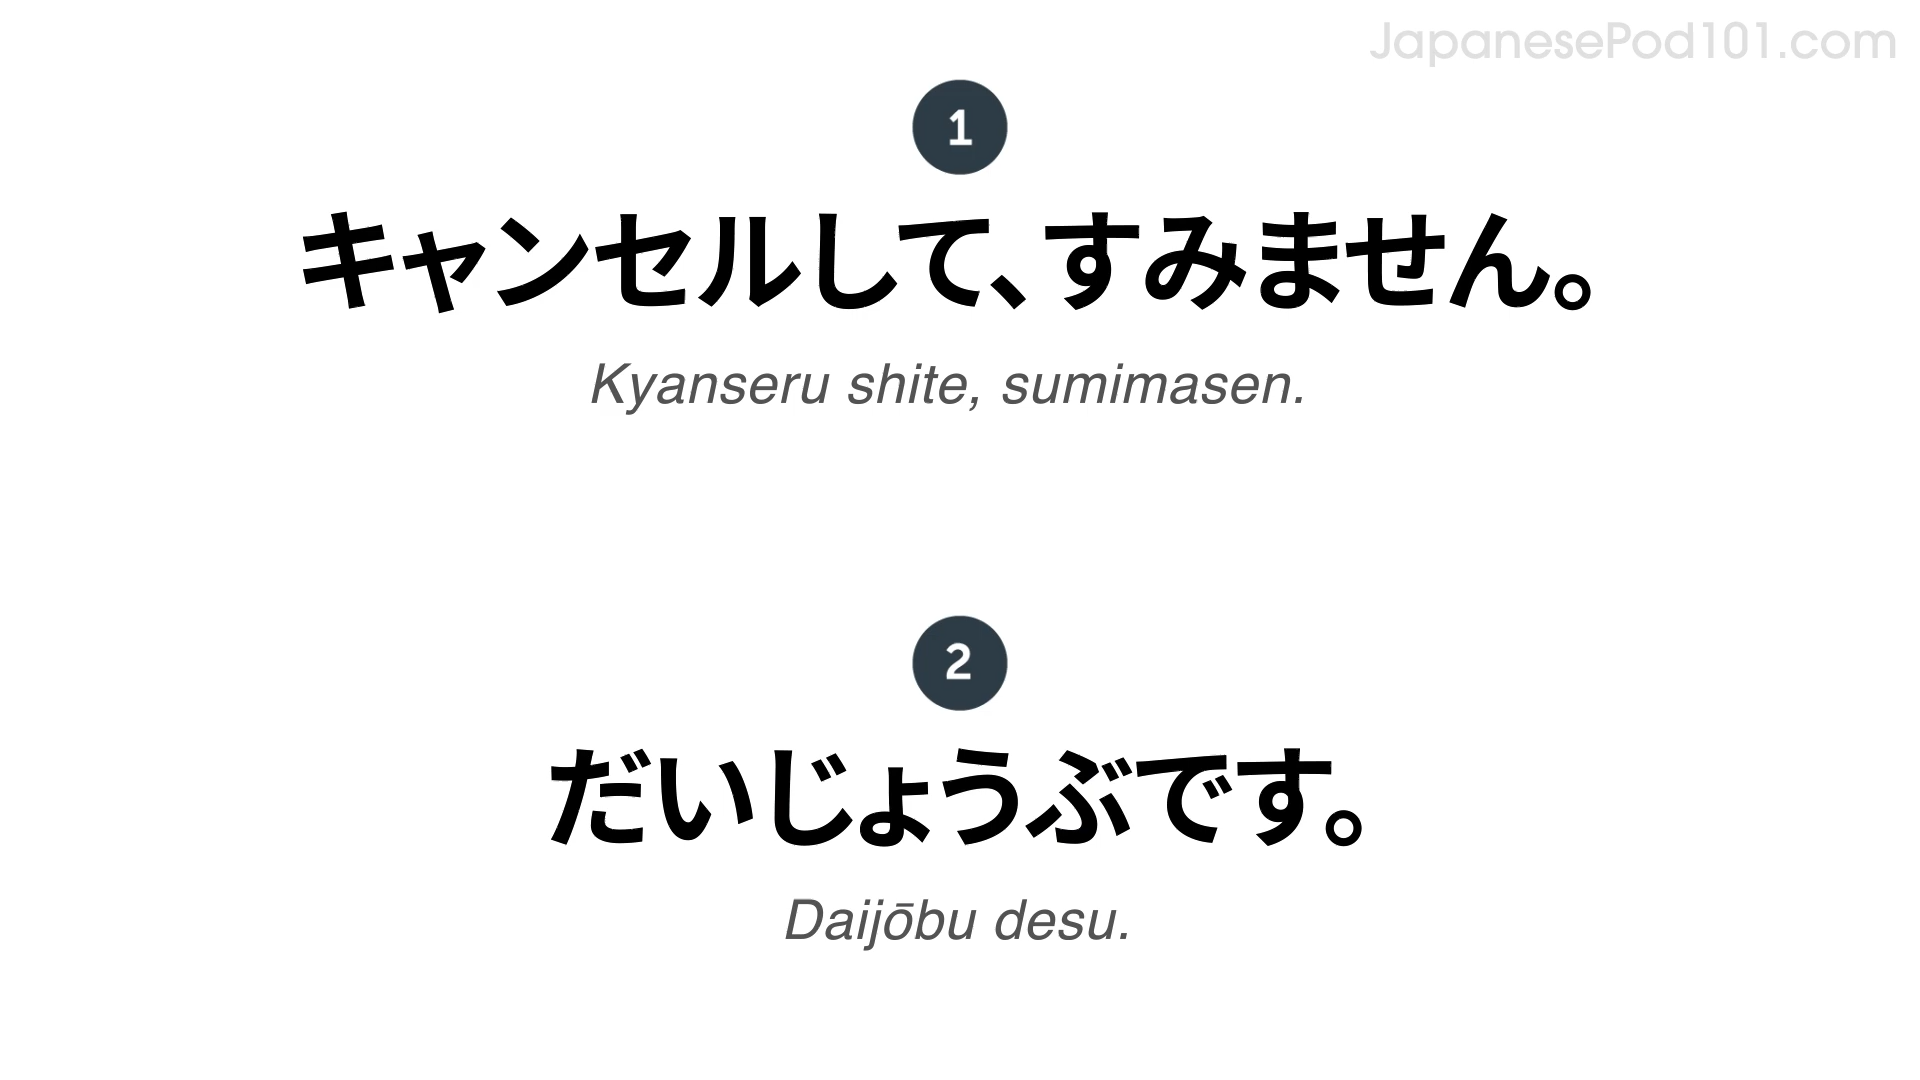 JapanesePod101.com
1
キャンセルして、すみません。
Kyanseru shite, sumimasen.
2
だいじょうぶです。
Daijōbu desu.